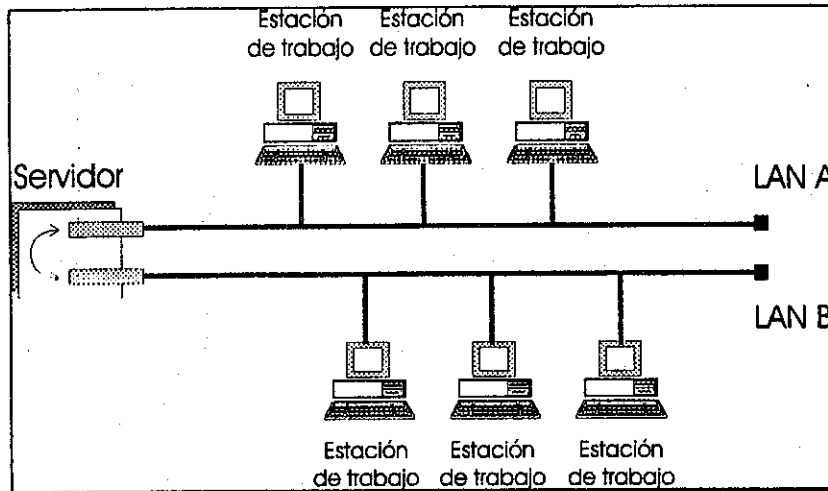 Estación Estación Estación
de trabajo de trabajo de trabajo
Servidor
LAN A
LAN B
Estación Estación Estación
de trabajo de trabajo de trabajo